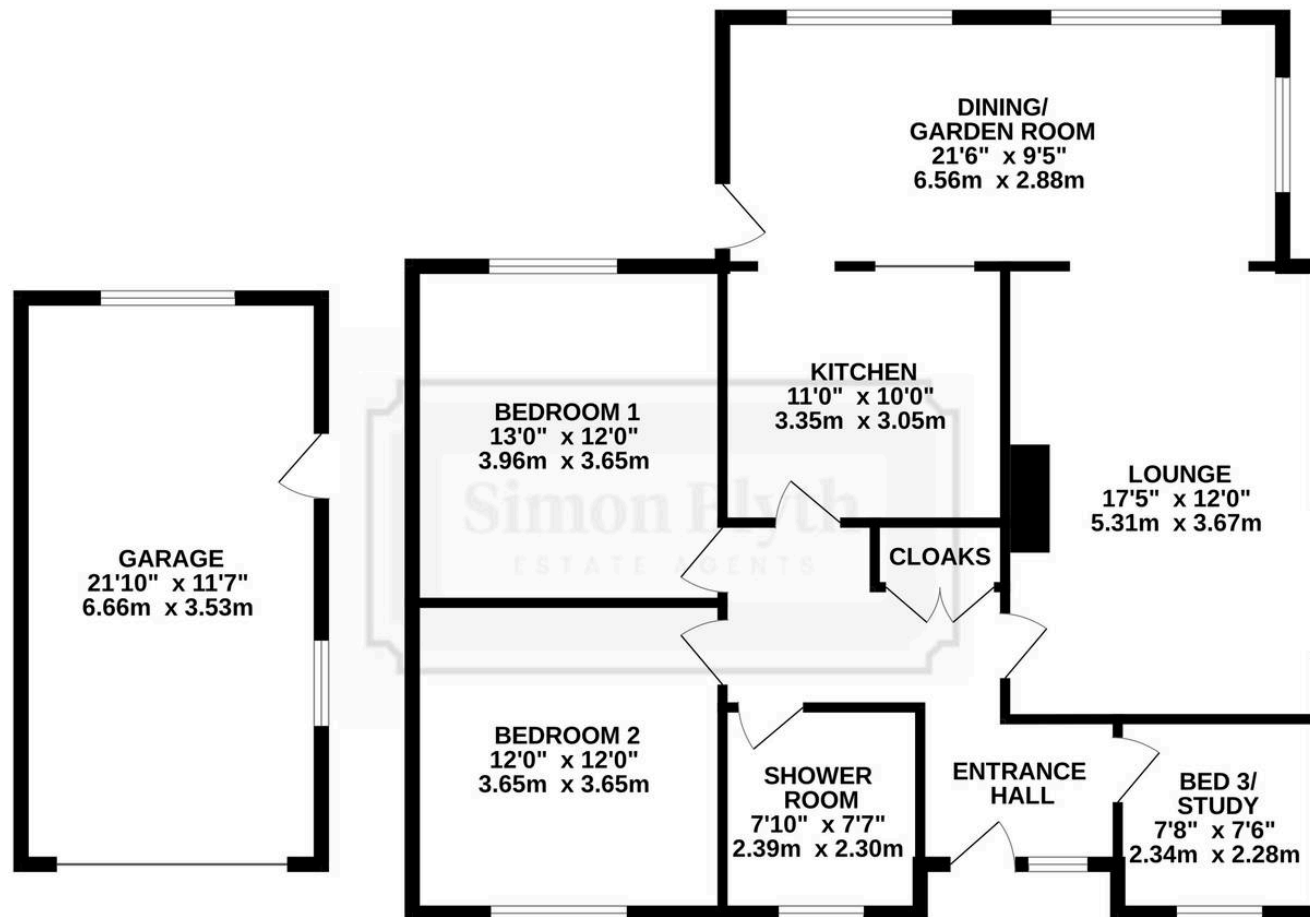 DINING/
GARDEN ROOM
21'6" x 9'5"
6.56m x 2.88m
KITCHEN
11'0" x 10'0"
3.35m x 3.05m
BEDROOM 1
13'0" x 12'0"
3.96m x 3.65m
LOUNGE
17'5" x 12'0"
5.31m x 3.67m
Simon Blyth
ESTATE AGENTS
GARAGE
21'10" x 11'7"
6.66m x 3.53m
CLOAKS
BEDROOM 2
12'0" x 12'0"
3.65m x 3.65m
SHOWER
ROOM
7'10" x 7'7"
2.39m x 2.30m
ENTRANCE
HALL
BED 3/
STUDY
7'8" x 7'6"
2.34m x 2.28m